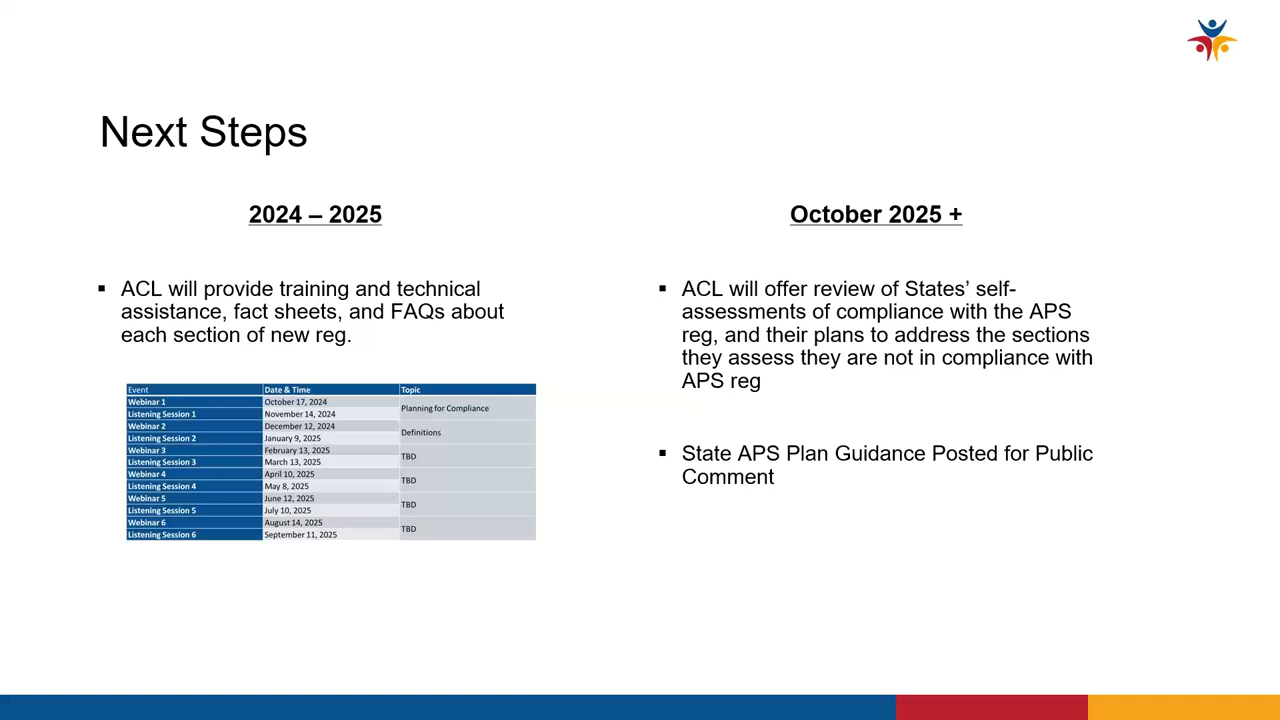 Next Steps
2024 – 2025
ACL will provide training and technical
assistance, fact sheets, and FAQs about
each section of new reg.
Event Date & Time Topic
Webinar 1 October 17, 2024 Planning for Compliance
Listening Session 1 November 14, 2024
Webinar 2 December 12, 2024 Definitions
Listening Session 2 January 9, 2025
Webinar 3 February 13, 2025 TBD
Listening Session 3 March 13, 2025
Webinar 4 April 10, 2025 TBD
Listening Session 4 May 8, 2025
Webinar 5 June 12, 2025 TBD
Listening Session 5 July 10, 2025
Webinar 6 August 14, 2025 TBD
Listening Session 6 September 11, 2025
October 2025 +
ACL will offer review of States’ self-
assessments of compliance with the APS
reg, and their plans to address the sections
they assess they are not in compliance with
APS reg
State APS Plan Guidance Posted for Public
Comment